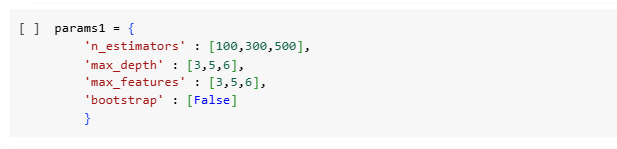 [ ] params1 = {
'n_estimators' : [100,300,500],
'max_depth' : [3,5,6],
'max_features' : [3,5,6],
'bootstrap' : [False]
}